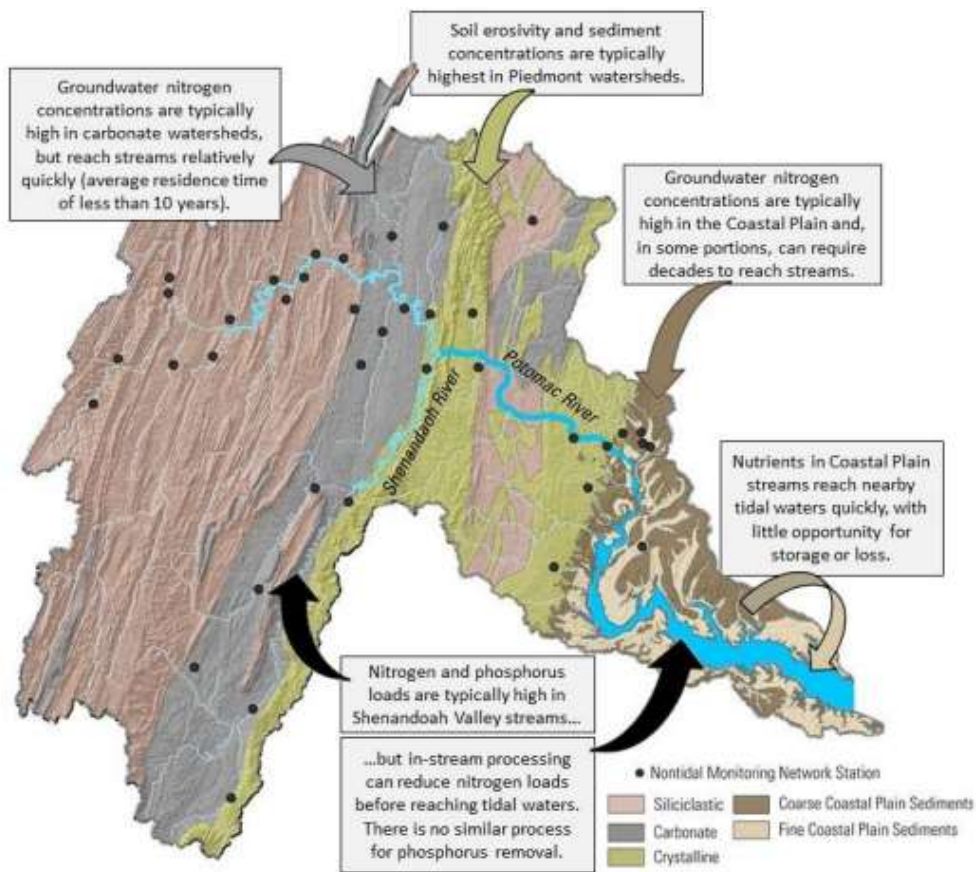 Soil erosivity and sediment
concentrations are typically
highest in Piedmont watersheds.
Groundwater nitrogen
concentrations are typically
high in carbonate watersheds,
but reach streams relatively
quickly (average residence time
of less than 10 years).
Groundwater nitrogen
concentrations are typically
high in the Coastal Plain and,
in some portions, can require
decades to reach streams.
Potomac River
Shenandaoh River
Nutrients in Coastal Plain
streams reach nearby
tidal waters quickly, with
little opportunity for
storage or loss.
Nitrogen and phosphorus
loads are typically high in
Shenandoah Valley streams...
...but in-stream processing
can reduce nitrogen loads
before reaching tidal waters.
There is no similar process
for phosphorus removal.
Nontidal Monitoring Network Station
Siliciclastic
Coarse Coastal Plain Sediments
Carbonate
Fine Coastal Plain Sediments
Crystalline